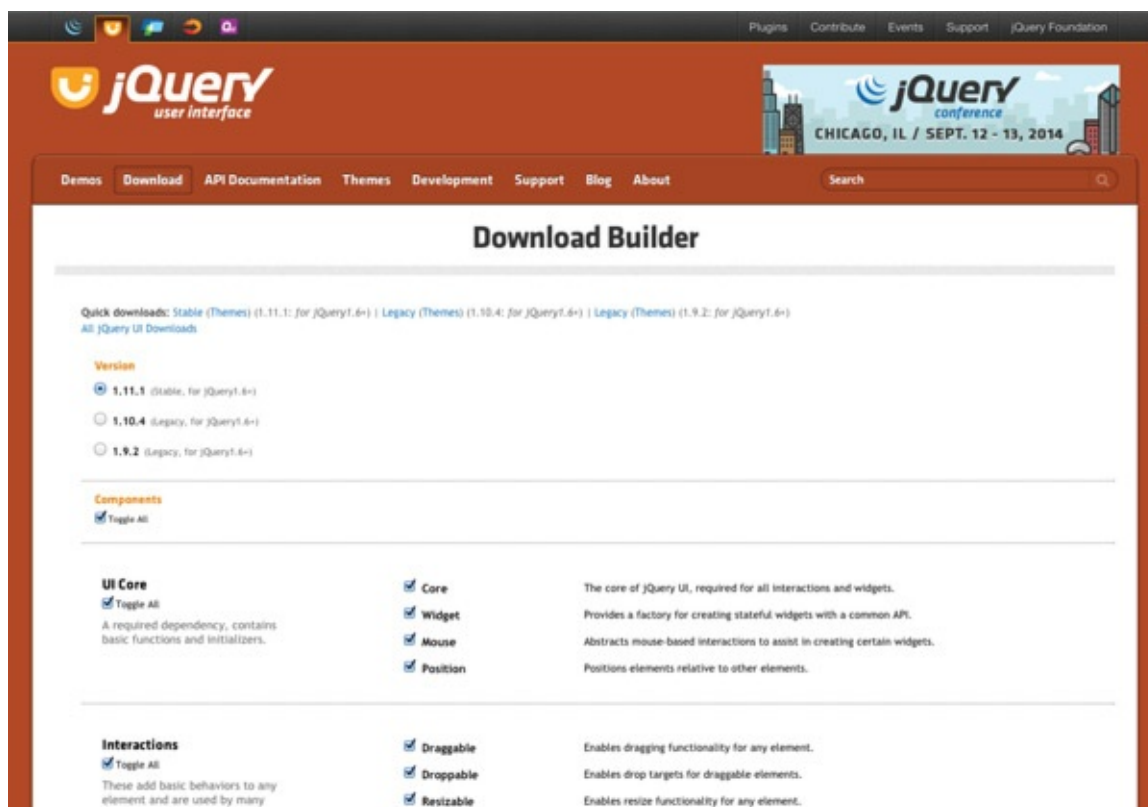 Plugins Contribute Events Support jQuery Foundation
jQuery
user interface
jQuery
conference
CHICAGO, IL / SEPT. 12 - 13, 2014
Demos Download API Documentation Themes Development Support Blog About Search
Download Builder
Quick downloads: Stable (Themes) (1.11.1: for jQuery1.6+) | Legacy (Themes) (1.10.4: for jQuery1.6+) | Legacy (Themes) (1.9.2: for jQuery1.6+)
All jQuery UI Downloads
Version
1.11.1 (Stable, for jQuery1.6+)
1.10.4 (Legacy, for jQuery1.6+)
1.9.2 (Legacy, for jQuery1.6+)
Components
Toggle All
UI Core
Toggle All
A required dependency, contains
basic functions and initializers.
Core The core of jQuery UI, required for all interactions and widgets.
Widget Provides a factory for creating stateful widgets with a common API.
Mouse Abstracts mouse-based interactions to assist in creating certain widgets.
Position Positions elements relative to other elements.
Interactions
Toggle All
These add basic behaviors to any
element and are used by many
Draggable Enables dragging functionality for any element.
Droppable Enables drop targets for draggable elements.
Resizable Enables resize functionality for any element.